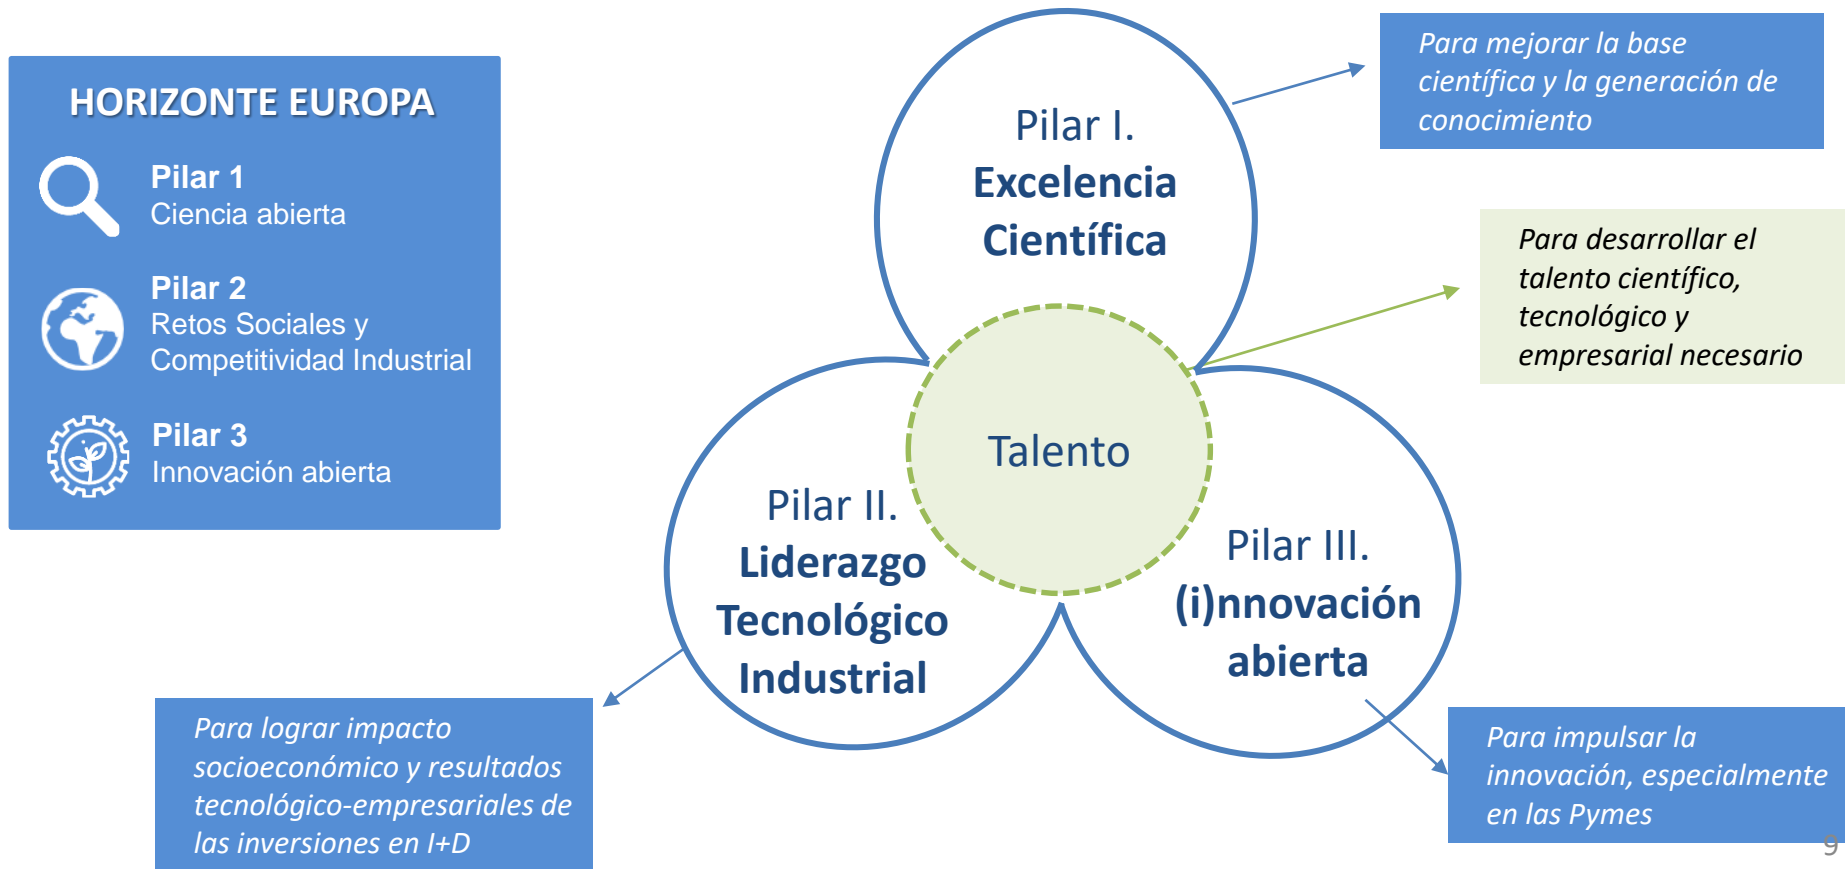 HORIZONTE EUROPA
Pilar 1
Ciencia abierta
Pilar 2
Retos Sociales y
Competitividad Industrial
Pilar 3
Innovación abierta
Pilar I.
Excelencia
Científica
Para mejorar la base
científica y la generación de
conocimiento
Para desarrollar el
talento científico,
tecnológico y
empresarial necesario
Talento
Pilar II.
Liderazgo
Tecnológico
Industrial
Pilar III.
(i)nnovación
abierta
Para lograr impacto
socioeconómico y resultados
tecnológico-empresariales de
las inversiones en I+D
Para impulsar la
innovación, especialmente
en las Pymes
9